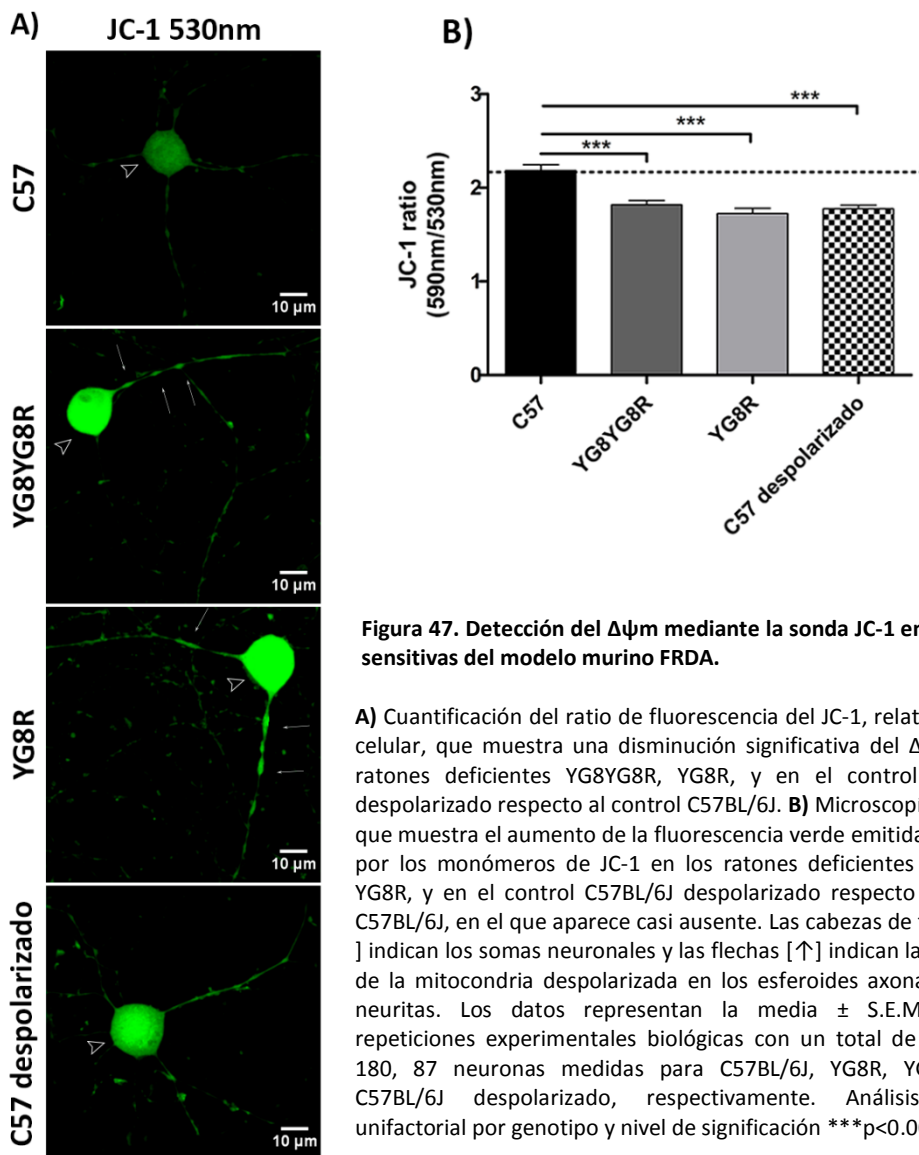 A)
JC-1 530nm
C57
10 µm
YG8YG8R
10 µm
YG8R
10 µm
C57 despolarizado
10 µm
B)
JC-1 ratio
(590nm/530nm)
3
2
1
0
***
***
***
C57
YG8YG8R
YG8R
C57 despolarizado
Figura 47. Detección del Δψm mediante la sonda JC-1 en
sensitivas del modelo murino FRDA.
A) Cuantificación del ratio de fluorescencia del JC-1, relat
celular, que muestra una disminución significativa del Δ
ratones deficientes YG8YG8R, YG8R, y en el control
despolarizado respecto al control C57BL/6J. B) Microscopí
que muestra el aumento de la fluorescencia verde emitida
por los monómeros de JC-1 en los ratones deficientes
YG8R, y en el control C57BL/6J despolarizado respecto
C57BL/6J, en el que aparece casi ausente. Las cabezas de
] indican los somas neuronales y las flechas [↑] indican la
de la mitocondria despolarizada en los esferoides axona
neuritas. Los datos representan la media ± S.E.M
repeticiones experimentales biológicas con un total de
180, 87 neuronas medidas para C57BL/6J, YG8R, YG
C57BL/6J despolarizado, respectivamente. Análisis
unifactorial por genotipo y nivel de significación ***p<0.00